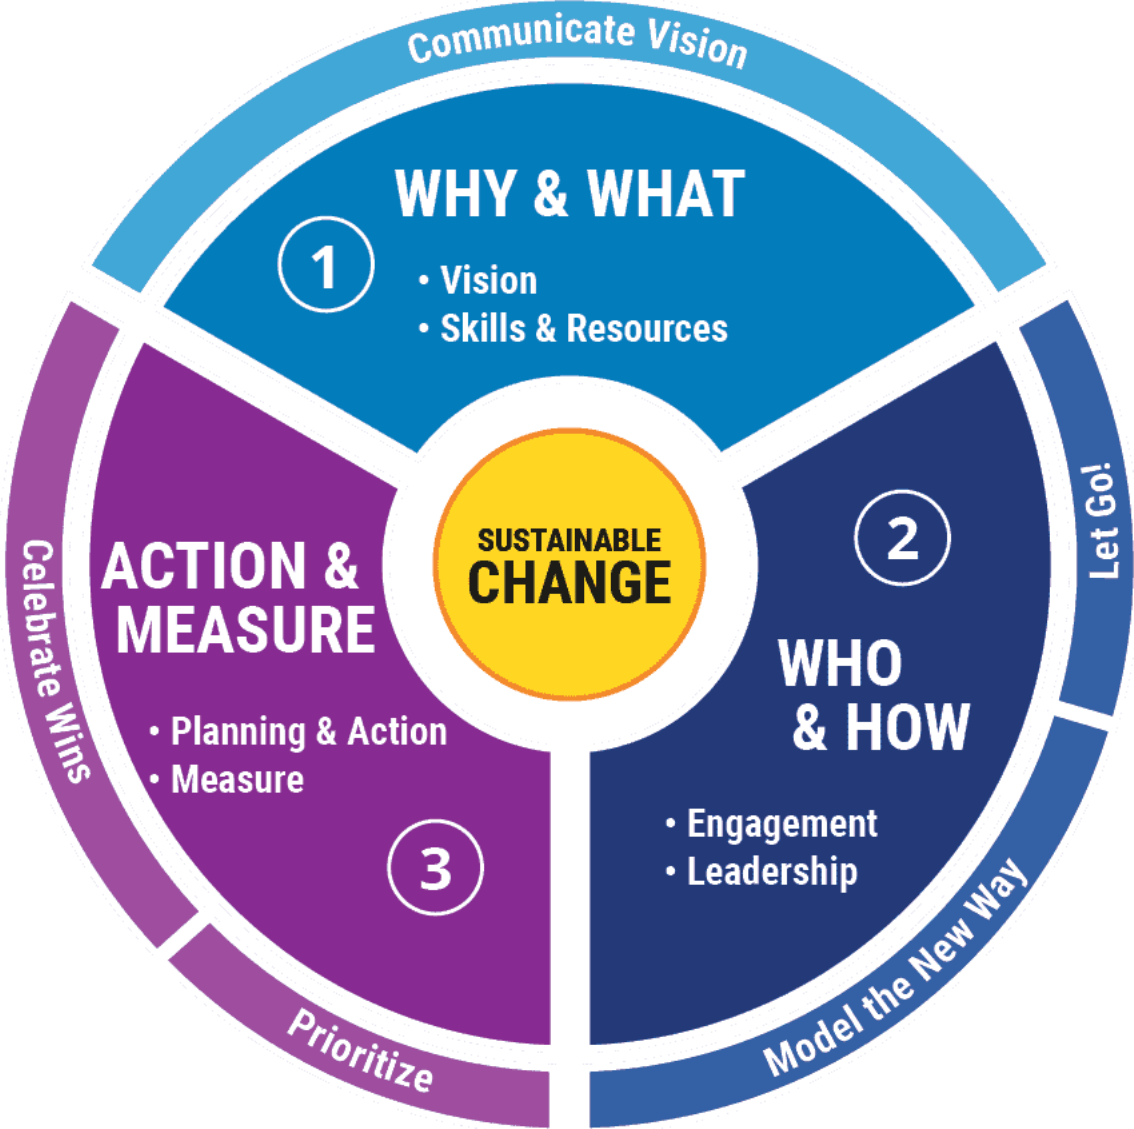 Communicate Vision
WHY & WHAT
1
• Vision
• Skills & Resources
SUSTAINABLE
CHANGE
Let Go!
2
WHO
& HOW
• Engagement
• Leadership
Model the New Way
ACTION &
MEASURE
• Planning & Action
• Measure
3
Prioritize
Celebrate Wins